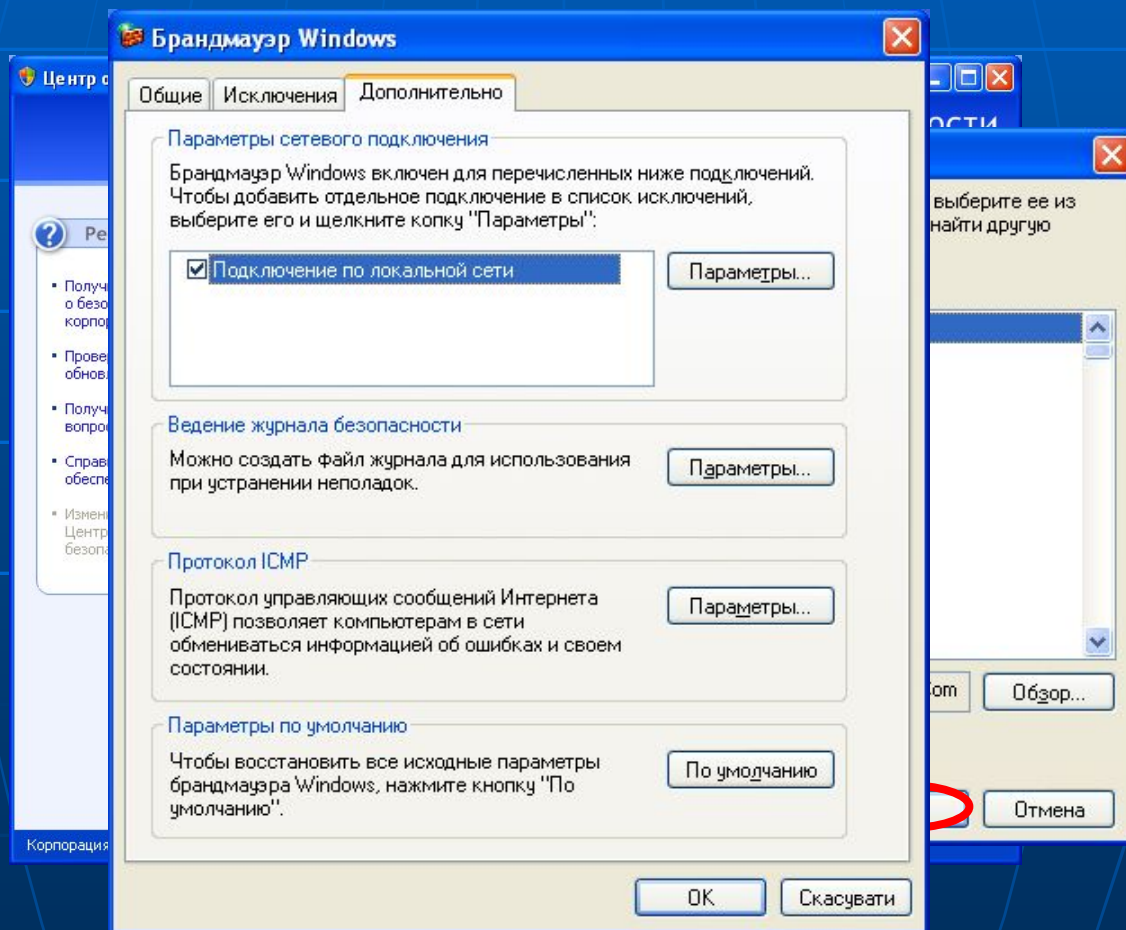 Брандмауэр Windows
Общие Исключения Дополнительно
Параметры сетевого подключения
Брандмауэр Windows включен для перечисленных ниже подключений.
Чтобы добавить отдельное подключение в список исключений,
выберите его и щелкните копку "Параметры":
Подключение по локальной сети
Параметры...
Ведение журнала безопасности
Можно создать файл журнала для использования
при устранении неполадок.
Параметры...
Протокол ICMP
Протокол управляющих сообщений Интернета
(ICMP) позволяет компьютерам в сети
обмениваться информацией об ошибках и своем
состоянии.
Параметры...
Параметры по умолчанию
Чтобы восстановить все исходные параметры
брандмауэра Windows, нажмите кнопку "По
умолчанию".
По умолчанию
OK Скасувати
Центр
Корпорация
выберите ее из
найти другую
Обзор...
Отмена